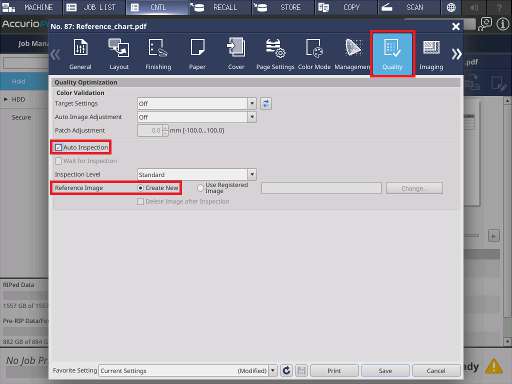 MACHINE JOB LIST CNTL RECALL STORE COPY SCAN
AccurioP
No. 87: Reference_chart.pdf
Job Mana
.pdf
General Layout Finishing Paper Cover Page Settings Color Mode Management Quality Imaging
Hold
HDD
Secure
Quality Optimization
Color Validation
Target Settings Off
Auto Image Adjustment Off
Patch Adjustment 0.0 mm [-100.0...100.0]
Auto Inspection
Wait for Inspection
Inspection Level Standard
Reference Image Create New Use Registered Image Change...
Delete Image after Inspection
RIPed Data
1557 GB of 155
Pre-RIP Data/Fo
882 GB of 884 G
No Job Pr
dy
Favorite Setting Current Settings (Modified) Print Save Cancel